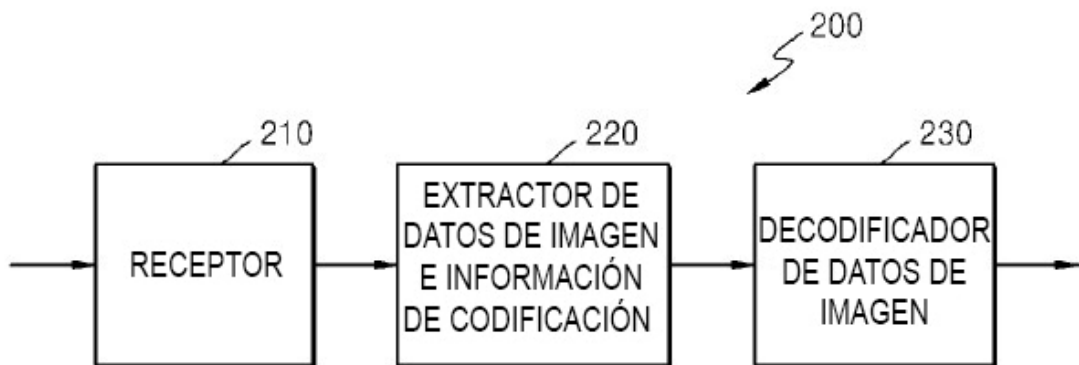 200
210
220
230
RECEPTOR
EXTRACTOR DE
DATOS DE IMAGEN
E INFORMACIÓN
DE CODIFICACIÓN
DECODIFICADOR
DE DATOS DE
IMAGEN